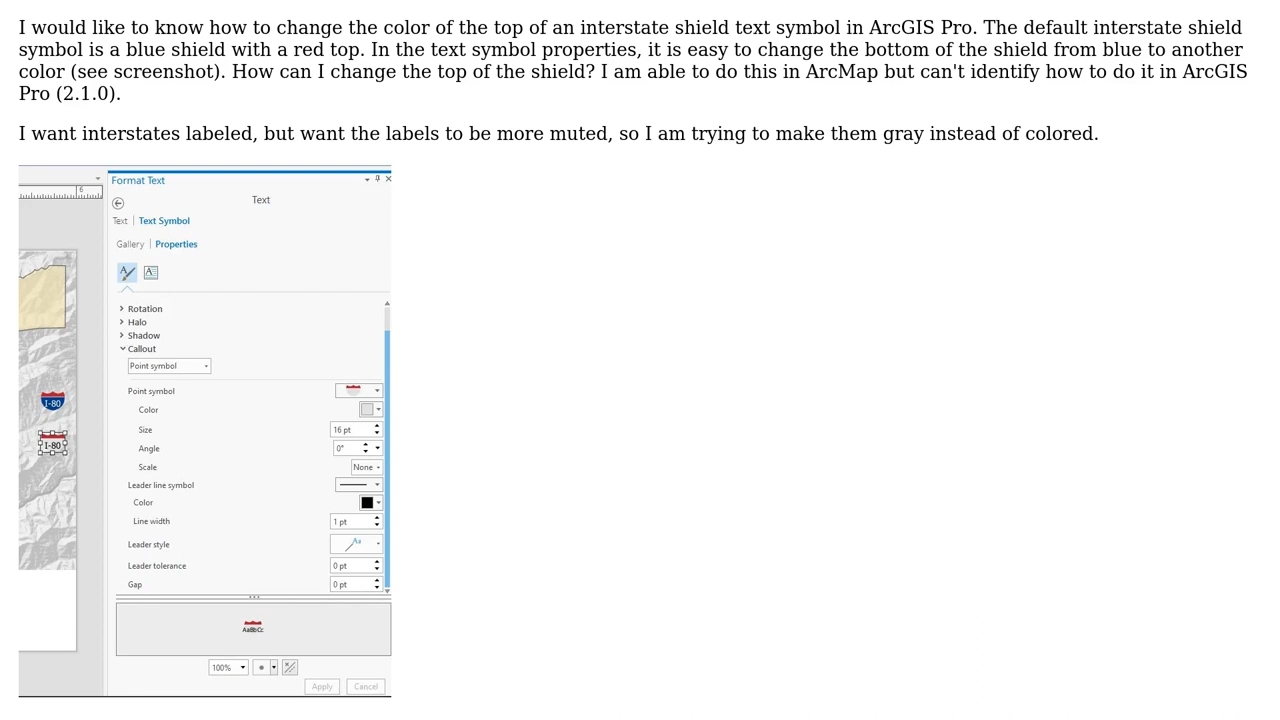 I would like to know how to change the color of the top of an interstate shield text symbol in ArcGIS Pro. The default interstate shield
symbol is a blue shield with a red top. In the text symbol properties, it is easy to change the bottom of the shield from blue to another
color (see screenshot). How can I change the top of the shield? I am able to do this in ArcMap but can't identify how to do it in ArcGIS
Pro (2.1.0).
I want interstates labeled, but want the labels to be more muted, so I am trying to make them gray instead of colored.
Format Text
6
Text
Text | Text Symbol
Gallery | Properties
Rotation
Halo
Shadow
Callout
Point symbol
Point symbol
I-80
Color
Size 16 pt
I-80
Angle 0°
Scale None
Leader line symbol
Color
Line width 1 pt
Leader style Aa
Leader tolerance 0 pt
Gap 0 pt
AaBbCc
100%
Apply Cancel